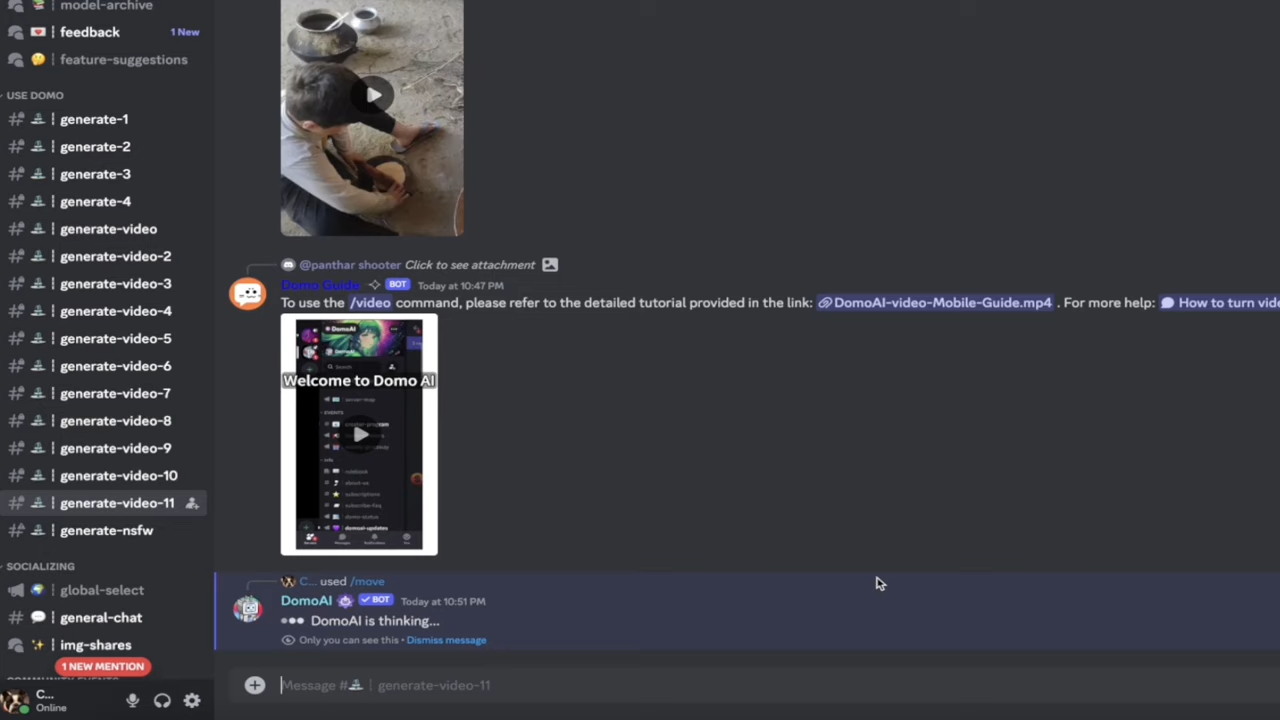 model-archive
feedback
1 New
feature-suggestions
USE DOMO
generate-1
generate-2
generate-3
generate-4
generate-video
generate-video-2
generate-video-3
generate-video-4
generate-video-5
generate-video-6
generate-video-7
generate-video-8
generate-video-9
generate-video-10
generate-video-11
generate-nsfw
SOCIALIZING
global-select
general-chat
img-shares
1 NEW MENTION
C...
Online
@panthar shooter Click to see attachment
Domo Guide BOT Today at 10:47 PM
To use the /video command, please refer to the detailed tutorial provided in the link: DomoAI-video-Mobile-Guide.mp4 . For more help: How to turn vide
DomoAI
Search
Welcome to Domo AI
EVENTS
C... used /move
DomoAI BOT Today at 10:51 PM
DomoAI is thinking...
Only you can see this • Dismiss message
Message # | generate-video-11